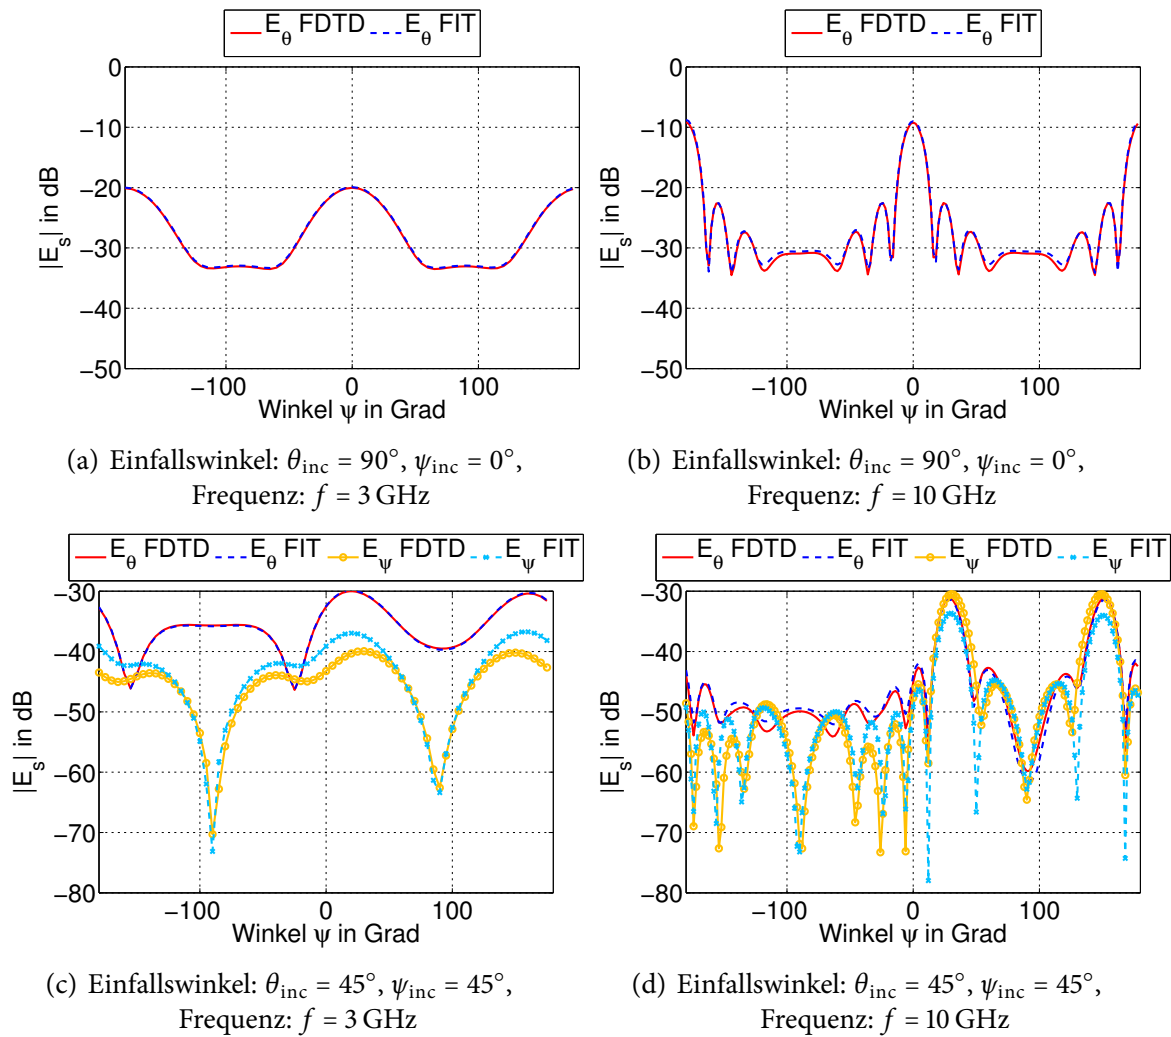 E_θ FDTD E_θ FIT
0
−10
−20
−30
−40
−50
|E_s| in dB
−100 0 100
Winkel ψ in Grad
(a) Einfallswinkel: θ_inc = 90°, ψ_inc = 0°,
Frequenz: f = 3 GHz
E_θ FDTD E_θ FIT
0
−10
−20
−30
−40
−50
|E_s| in dB
−100 0 100
Winkel ψ in Grad
(b) Einfallswinkel: θ_inc = 90°, ψ_inc = 0°,
Frequenz: f = 10 GHz
E_θ FDTD E_θ FIT E_ψ FDTD E_ψ FIT
−30
−40
−50
−60
−70
−80
|E_s| in dB
−100 0 100
Winkel ψ in Grad
(c) Einfallswinkel: θ_inc = 45°, ψ_inc = 45°,
Frequenz: f = 3 GHz
E_θ FDTD E_θ FIT E_ψ FDTD E_ψ FIT
−30
−40
−50
−60
−70
−80
|E_s| in dB
−100 0 100
Winkel ψ in Grad
(d) Einfallswinkel: θ_inc = 45°, ψ_inc = 45°,
Frequenz: f = 10 GHz